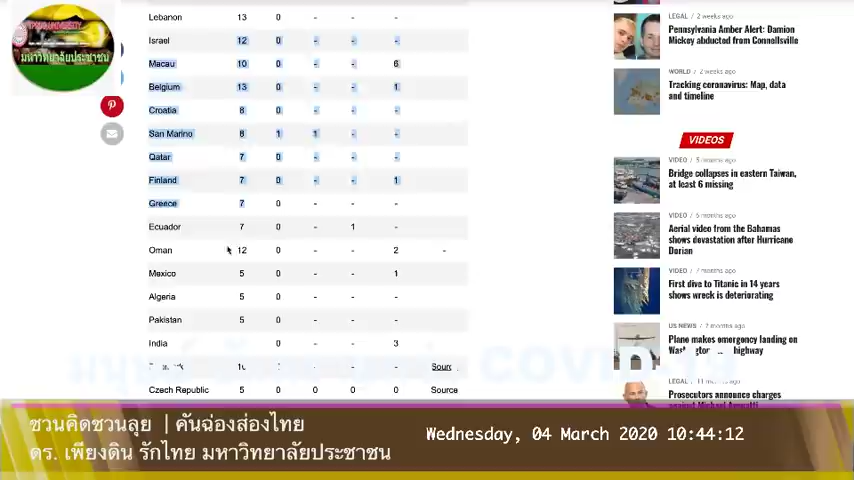 PEOPLE UNIVERSITY
มหาวิทยาลัยประชาชน
Lebanon 13 0 - - -
Israel 12 0 - - -
Macau 10 0 - - 6
Belgium 13 0 - - 1
Croatia 8 0 - - -
San Marino 8 1 1 - -
Qatar 7 0 - - -
Finland 7 0 - - 1
Greece 7 0 - - -
Ecuador 7 0 - 1 -
Oman 12 0 - - 2 -
Mexico 5 0 - - 1
Algeria 5 0 - - -
Pakistan 5 0 - - -
India 0 - - 3
Czech Republic 5 0 0 0 0 Source
LEGAL / 2 weeks ago
Pennsylvania Amber Alert: Damion
Mickey abducted from Connellsville
WORLD / 2 weeks ago
Tracking coronavirus: Map, data
and timeline
VIDEOS
VIDEO / 5 months ago
Bridge collapses in eastern Taiwan,
at least 6 missing
VIDEO / 6 months ago
Aerial video from the Bahamas
shows devastation after Hurricane
Dorian
VIDEO / 7 months ago
First dive to Titanic in 14 years
shows wreck is deteriorating
US NEWS / 7 months ago
Plane makes emergency landing on
highway
LEGAL
Prosecutors announce charges
against Michael Avenatti
COVID-19
ชวนคิดชวนลุย | คันฉ่องส่องไทย
ดร. เพียงดิน รักไทย มหาวิทยาลัยประชาชน
Wednesday, 04 March 2020 10:44:12